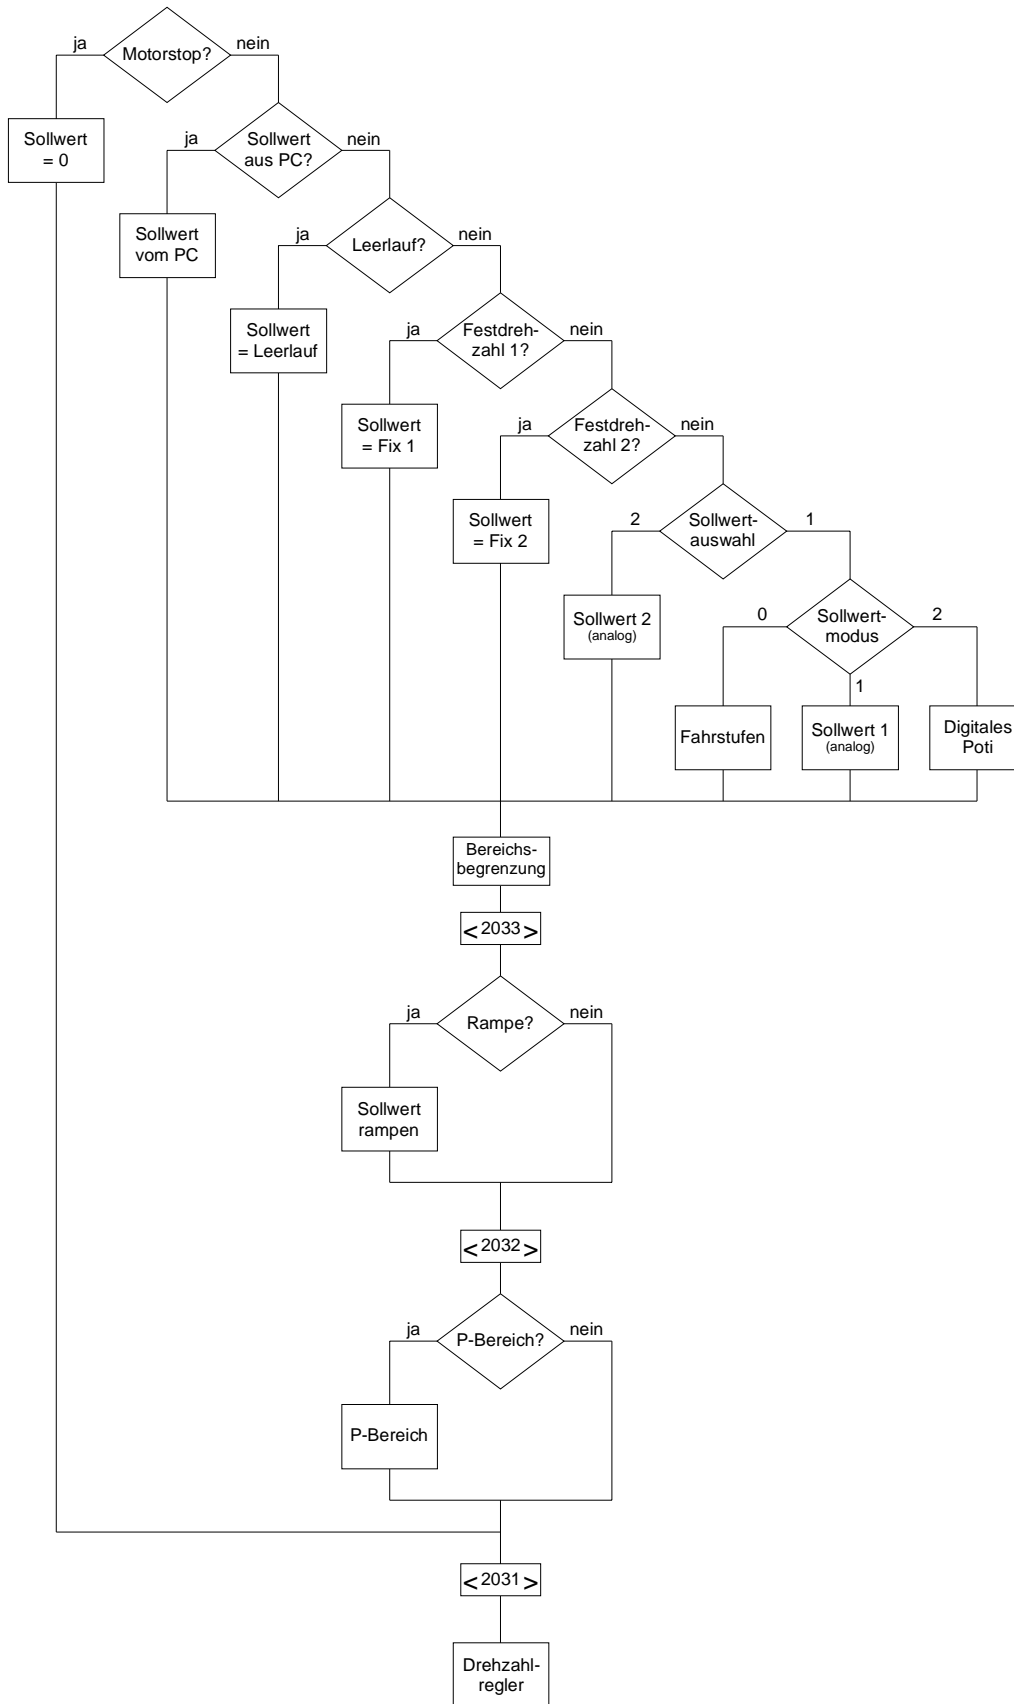 ja
Motorstop?
nein
Sollwert
= 0
ja
Sollwert
aus PC?
nein
Sollwert
vom PC
ja
Leerlauf?
nein
Sollwert
= Leerlauf
ja
Festdreh-
zahl 1?
nein
Sollwert
= Fix 1
ja
Festdreh-
zahl 2?
nein
Sollwert
= Fix 2
2
Sollwert-
auswahl
1
Sollwert 2
(analog)
0
Sollwert-
modus
2
1
Fahrstufen
Sollwert 1
(analog)
Digitales
Poti
Bereichs-
begrenzung
<2033>
ja
Rampe?
nein
Sollwert
rampen
<2032>
ja
P-Bereich?
nein
P-Bereich
<2031>
Drehzahl-
regler